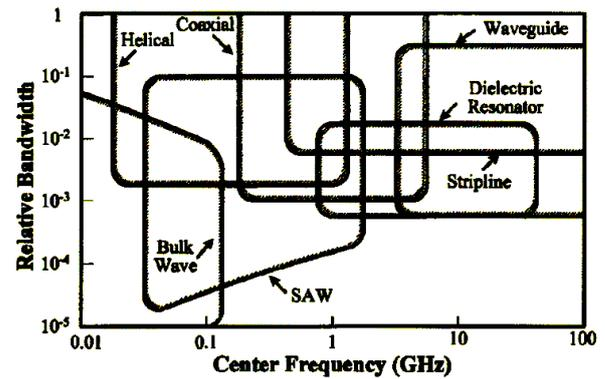 1
Waveguide
Coaxial
Helical
10-1
Dielectric
Resonator
10-2
Relative Bandwidth
Stripline
10-3
Bulk
Wave
10-4
SAW
10-5
0.01
0.1
1
10
100
Center Frequency (GHz)